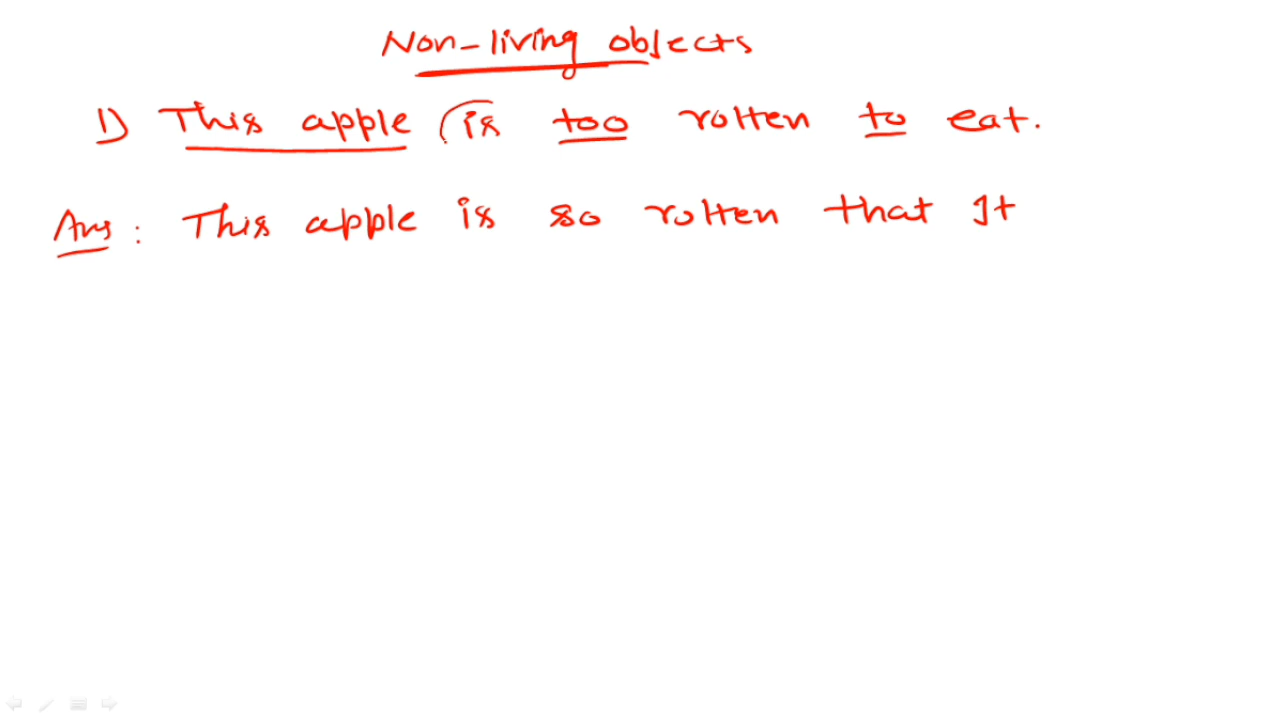 Non-living objects
1) This apple (is too rotten to eat.
Ans: This apple is so rotten that It